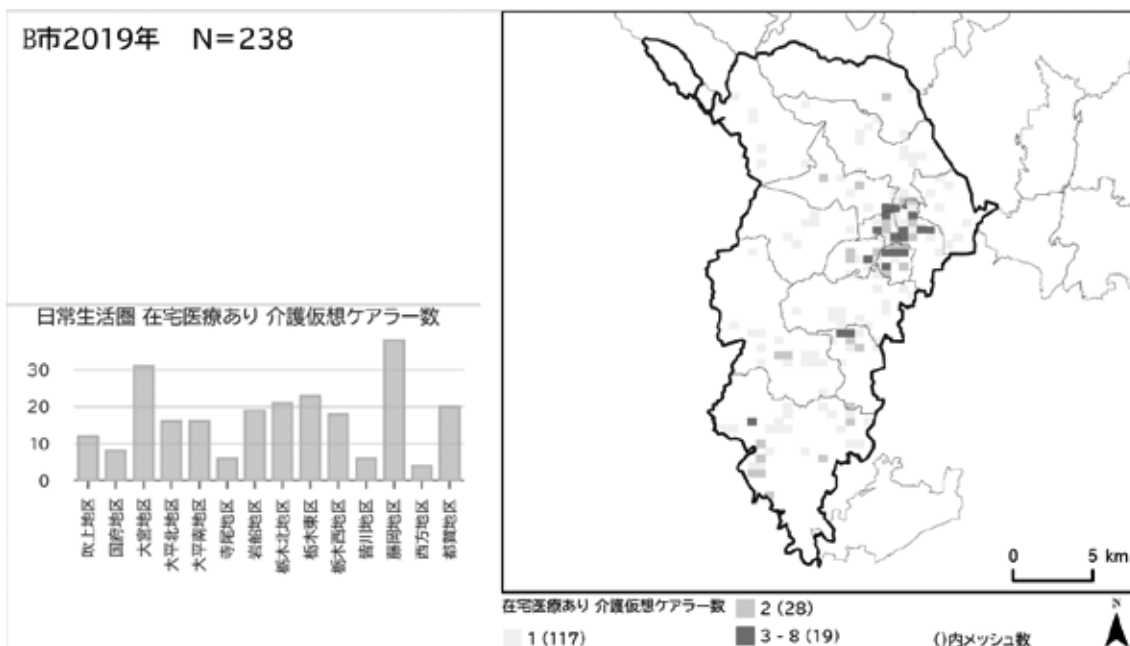 B市2019年 N=238
日常生活圏 在宅医療あり 介護仮想ケアラー数
30
20
10
0
吹上地区
国府地区
大宮地区
大平北地区
大平南地区
寺尾地区
岩船地区
栃木北地区
栃木東区
栃木西地区
皆川地区
藤岡地区
西方地区
都賀地区
0 5 km
在宅医療あり 介護仮想ケアラー数
1 (117)
2 (28)
3 - 8 (19)
()内メッシュ数
N